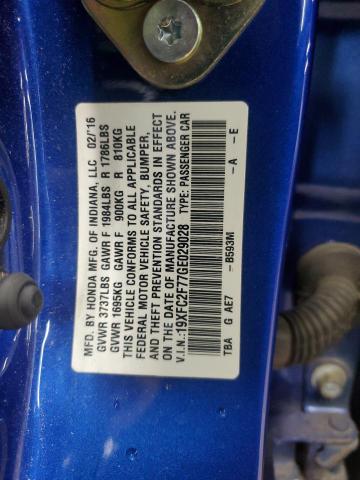 MFD. BY HONDA MFG. OF INDIANA, LLC 02/16
GVWR 3737LBS GAWR F 1984LBS R 1786LBS
GVWR 1695KG GAWR F 900KG R 810KG
THIS VEHICLE CONFORMS TO ALL APPLICABLE
FEDERAL MOTOR VEHICLE SAFETY, BUMPER,
AND THEFT PREVENTION STANDARDS IN EFFECT
ON THE DATE OF MANUFACTURE SHOWN ABOVE.
V.I.N.:19XFC2F77GE029028 TYPE: PASSENGER CAR
TBA G AE7 -B593M -A -E